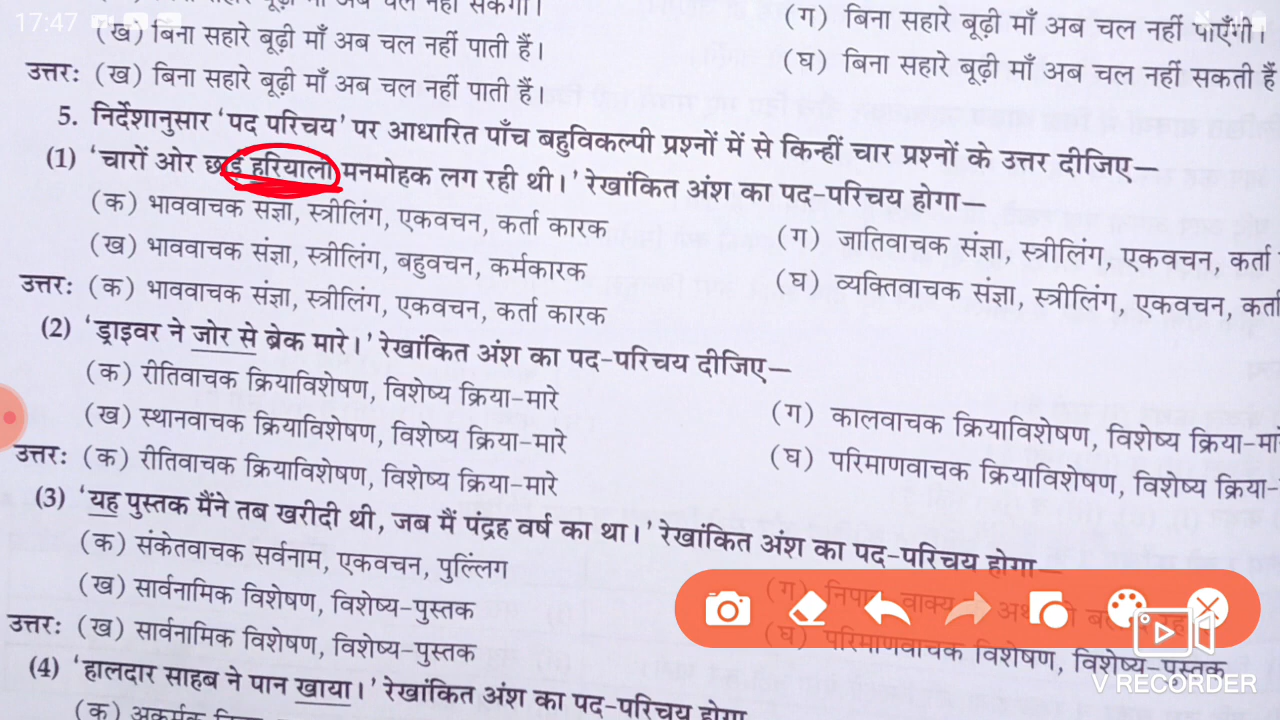 17:47
(ख) बिना सहारे बूढ़ी माँ अब चल नहीं पाती हैं।
(ग) बिना सहारे बूढ़ी माँ अब चल नहीं पाएँगी
उत्तरः (ख) बिना सहारे बूढ़ी माँ अब चल नहीं पाती हैं।
(घ) बिना सहारे बूढ़ी माँ अब चल नहीं सकती हैं
5. निर्देशानुसार 'पद परिचय' पर आधारित पाँच बहुविकल्पी प्रश्नों में से किन्हीं चार प्रश्नों के उत्तर दीजिए—
(1) 'चारों ओर छाई हरियाली मनमोहक लग रही थी।' रेखांकित अंश का पद-परिचय होगा—
(क) भाववाचक संज्ञा, स्त्रीलिंग, एकवचन, कर्ता कारक
(ग) जातिवाचक संज्ञा, स्त्रीलिंग, एकवचन, कर्ता
(ख) भाववाचक संज्ञा, स्त्रीलिंग, बहुवचन, कर्मकारक
(घ) व्यक्तिवाचक संज्ञा, स्त्रीलिंग, एकवचन, कर्ता
उत्तरः (क) भाववाचक संज्ञा, स्त्रीलिंग, एकवचन, कर्ता कारक
(2) 'ड्राइवर ने जोर से ब्रेक मारे।' रेखांकित अंश का पद-परिचय दीजिए—
(क) रीतिवाचक क्रियाविशेषण, विशेष्य क्रिया-मारे
(ग) कालवाचक क्रियाविशेषण, विशेष्य क्रिया-मारे
(ख) स्थानवाचक क्रियाविशेषण, विशेष्य क्रिया-मारे
(घ) परिमाणवाचक क्रियाविशेषण, विशेष्य क्रिया-
उत्तरः (क) रीतिवाचक क्रियाविशेषण, विशेष्य क्रिया-मारे
(3) 'यह पुस्तक मैंने तब खरीदी थी, जब मैं पंद्रह वर्ष का था।' रेखांकित अंश का पद-परिचय होगा—
(क) संकेतवाचक सर्वनाम, एकवचन, पुल्लिंग
(ग) निपात, वाक्य
(ख) सार्वनामिक विशेषण, विशेष्य-पुस्तक
(घ) परिमाणवाचक विशेषण, विशेष्य-पुस्तक
उत्तरः (ख) सार्वनामिक विशेषण, विशेष्य-पुस्तक
(4) 'हालदार साहब ने पान खाया।' रेखांकित अंश का पद-परिचय होगा
V RECORDER